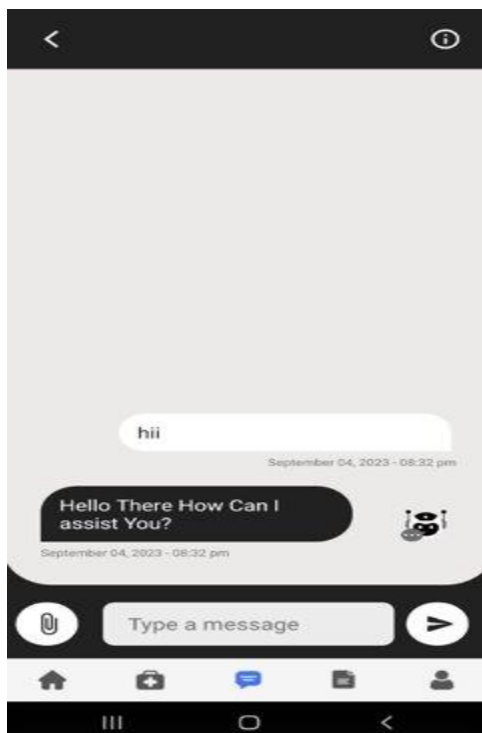 hii
September 04, 2023 - 08:32 pm
Hello There How Can I
assist You?
September 04, 2023 - 08:32 pm
Type a message